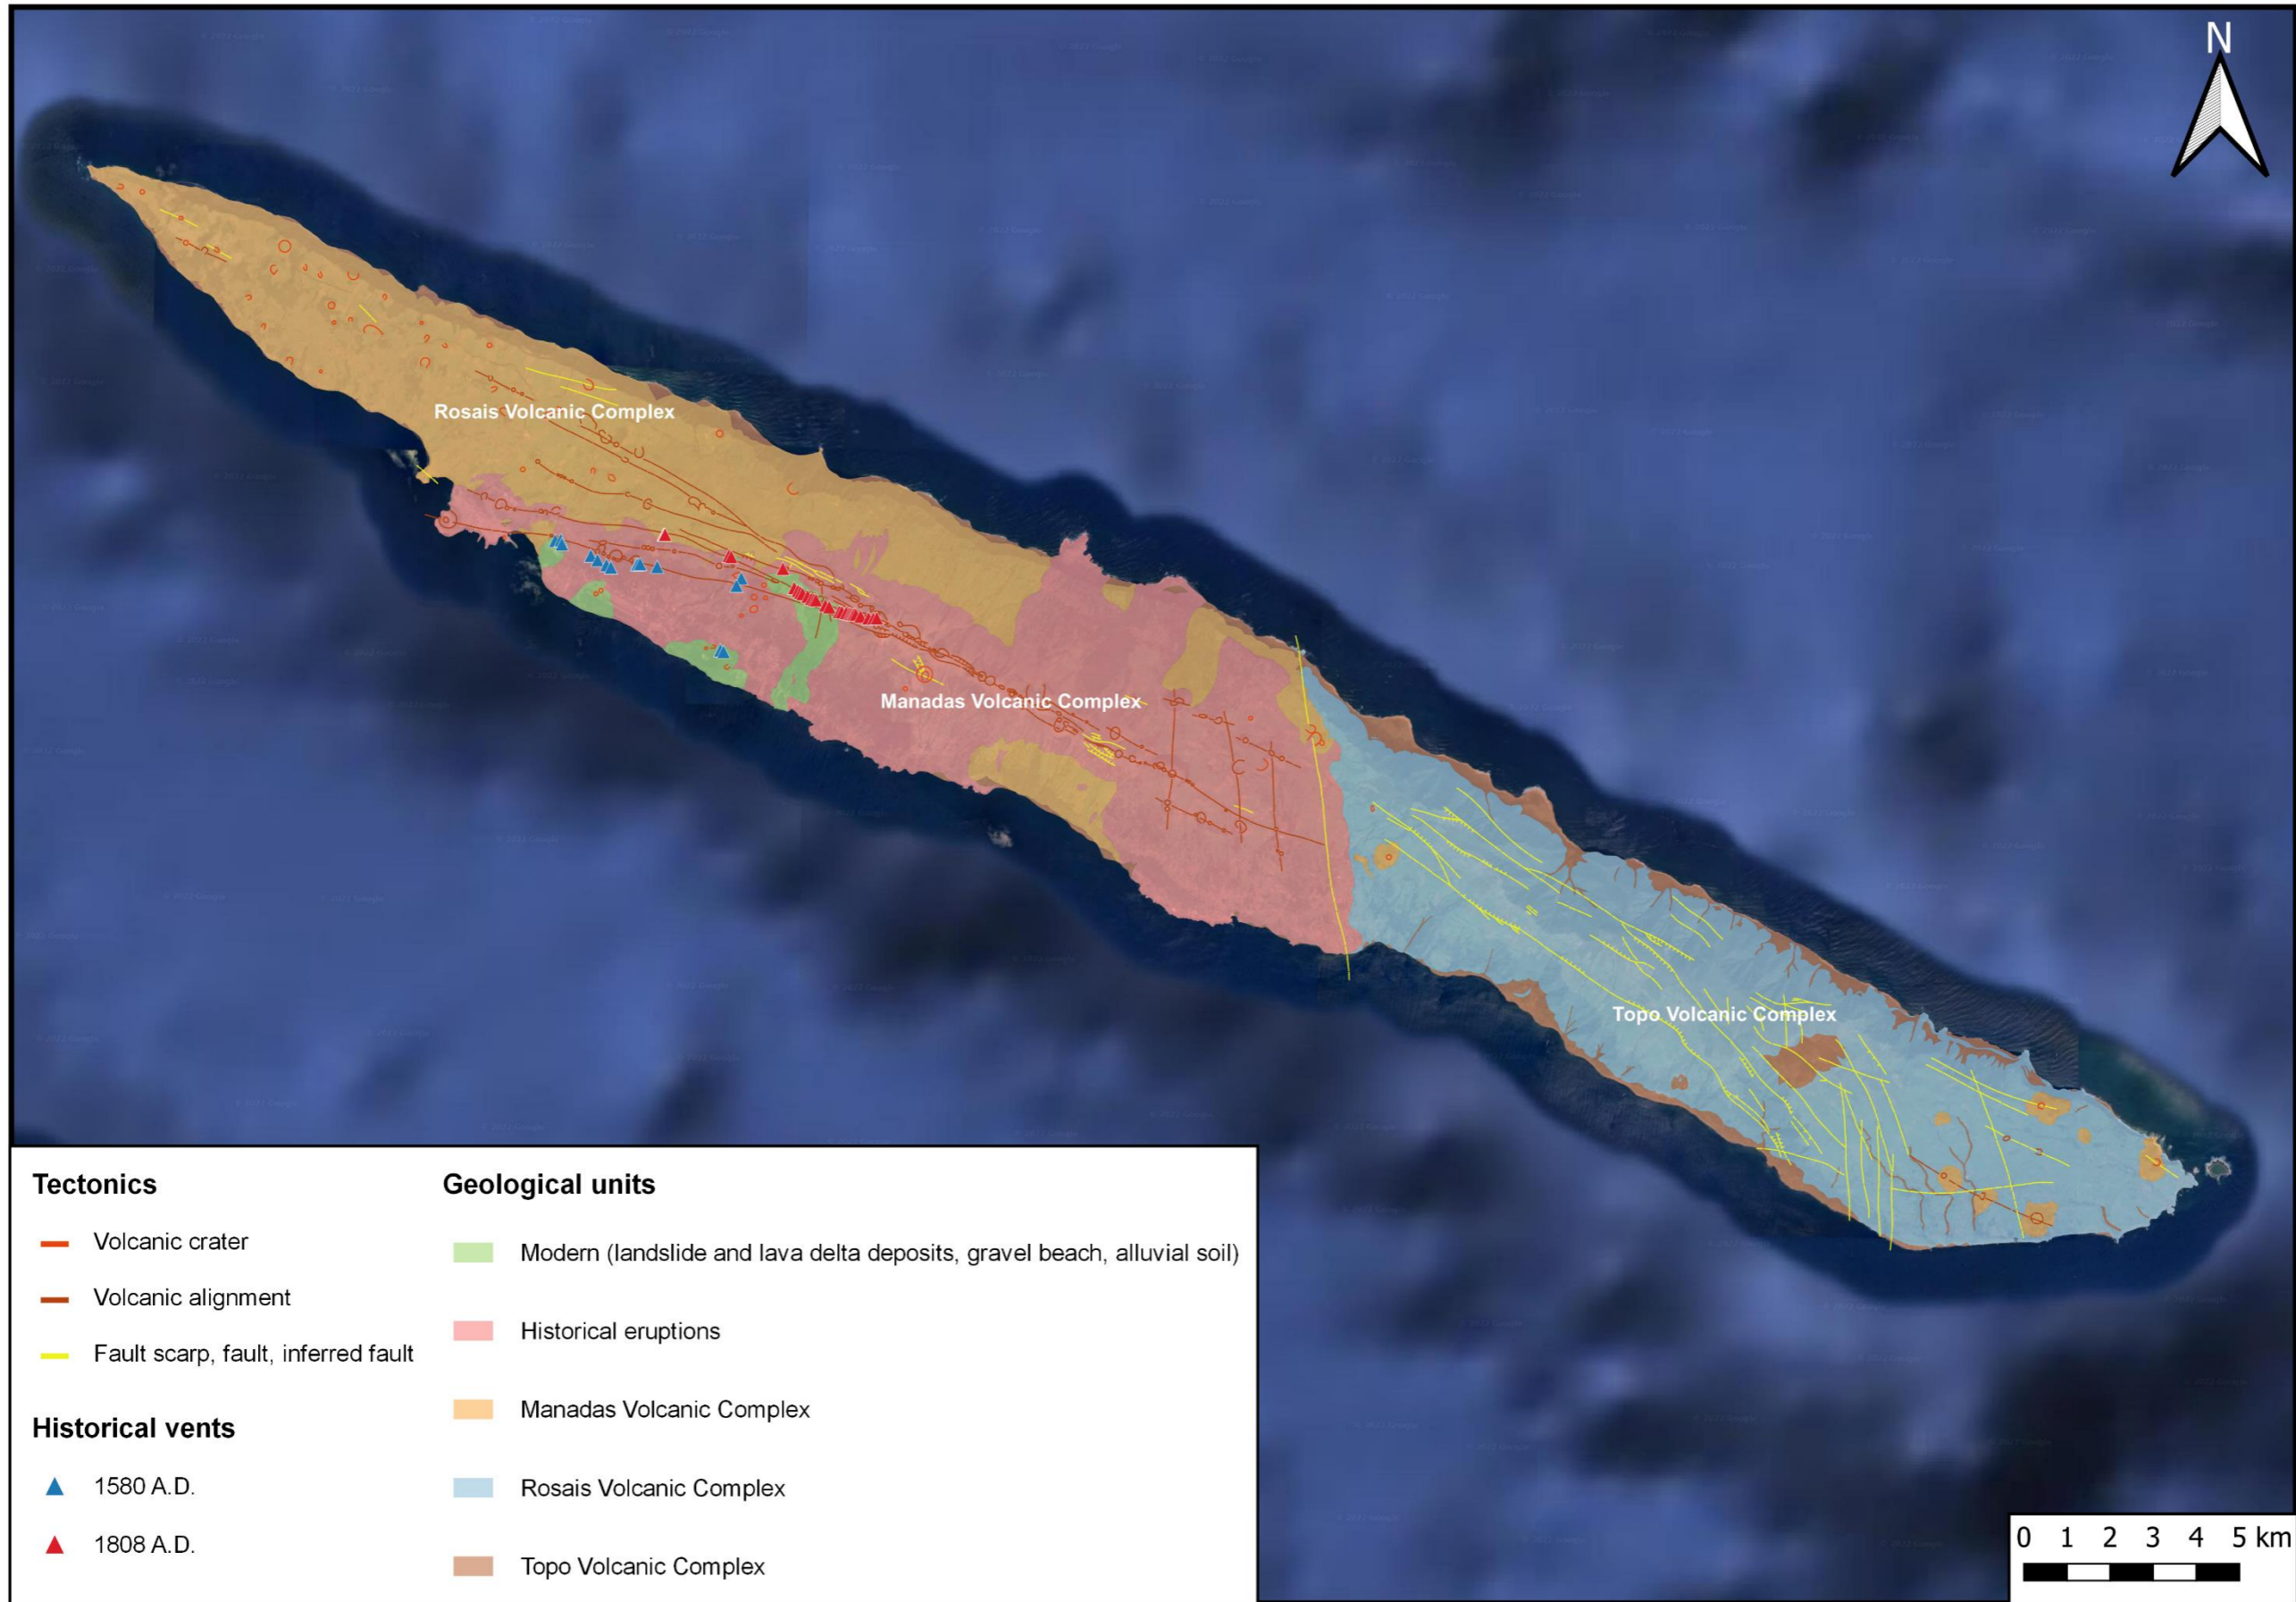 N
Rosais Volcanic Complex
Manadas Volcanic Complex
Topo Volcanic Complex
Tectonics
Volcanic crater
Volcanic alignment
Fault scarp, fault, inferred fault
Historical vents
1580 A.D.
1808 A.D.
Geological units
Modern (landslide and lava delta deposits, gravel beach, alluvial soil)
Historical eruptions
Manadas Volcanic Complex
Rosais Volcanic Complex
Topo Volcanic Complex
0 1 2 3 4 5 km